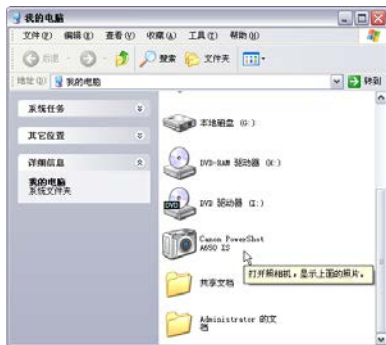 我的电脑
文件(F) 编辑(E) 查看(V) 收藏(A) 工具(T) 帮助(H)
后退 搜索 文件夹
地址(D) 我的电脑 转到
系统任务
其它位置
详细信息
我的电脑
系统文件夹
本地磁盘 (G:)
DVD-RAM 驱动器
DVD
DVD 驱动器 (I:)
Canon PowerShot
A650 IS
打开照相机，显示上面的照片。
共享文档
Administrator 的文
档